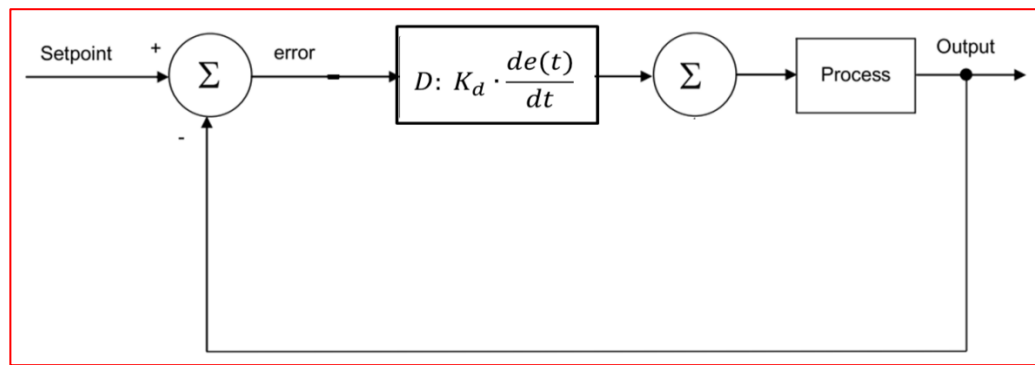 Setpoint
+
Σ
error
D: K_d · de(t)/dt
Σ
Process
Output
-